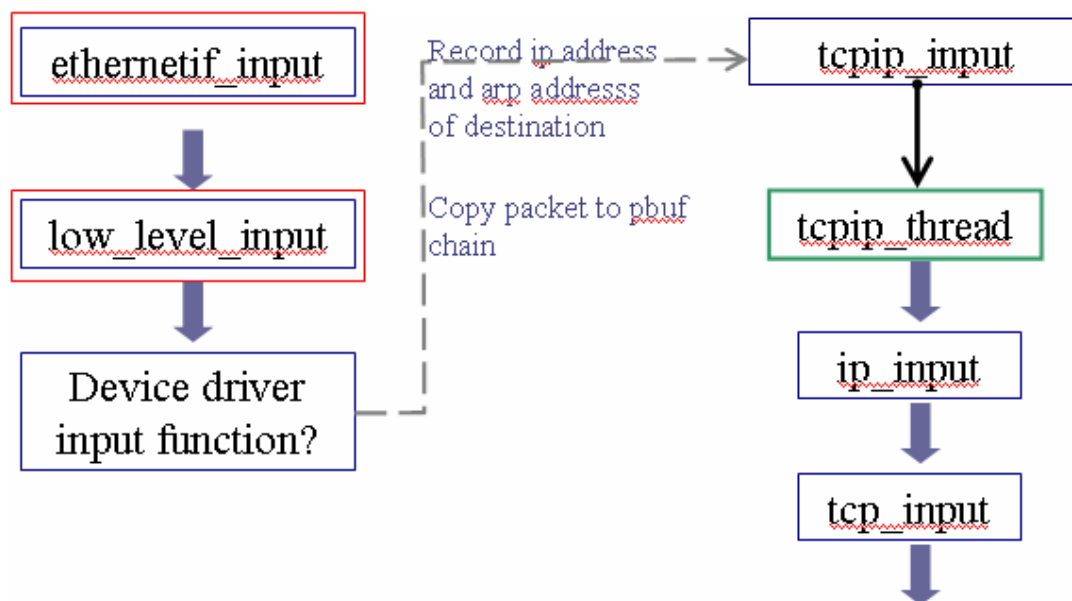 ethernetif_input
low_level_input
Device driver
input function?
Record ip address
and arp addresss
of destination
Copy packet to pbuf
chain
tcpip_input
tcpip_thread
ip_input
tcp_input